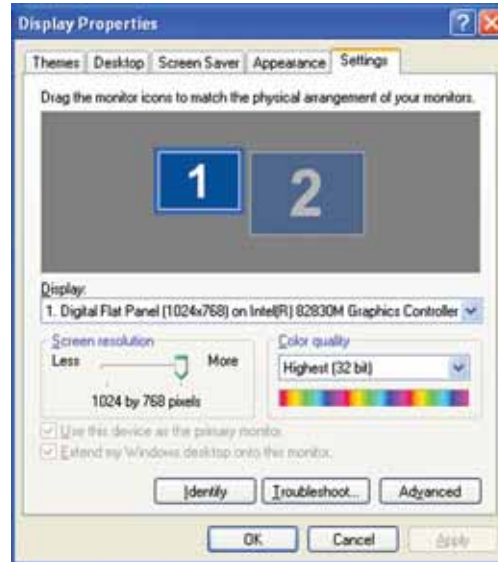 Display Properties
Themes Desktop Screen Saver Appearance Settings
Drag the monitor icons to match the physical arrangement of your monitors.
1 2
Display:
1. Digital Flat Panel (1024x768) on Intel(R) 82830M Graphics Controller
Screen resolution
Less More
1024 by 768 pixels
Color quality
Highest (32 bit)
Use this device as the primary monitor.
Extend my Windows desktop onto this monitor.
Identify Troubleshoot... Advanced
OK Cancel Apply